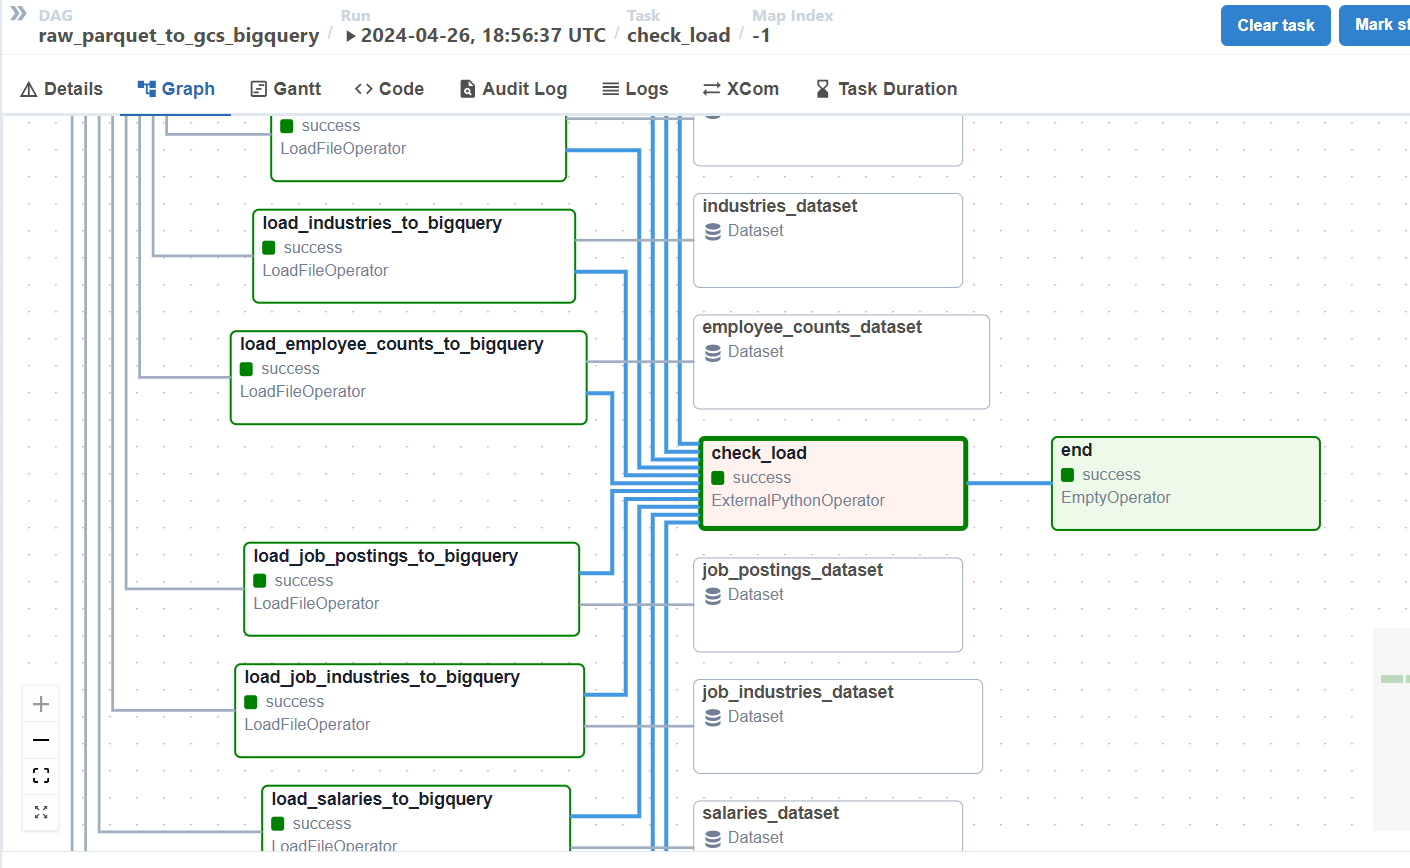 DAG
raw_parquet_to_gcs_bigquery
/
Run
2024-04-26, 18:56:37 UTC
/
Task
check_load
/
Map Index
-1
Clear task
Mark st
Details
Graph
Gantt
Code
Audit Log
Logs
XCom
Task Duration
success
LoadFileOperator
load_industries_to_bigquery
success
LoadFileOperator
industries_dataset
Dataset
load_employee_counts_to_bigquery
success
LoadFileOperator
employee_counts_dataset
Dataset
check_load
success
ExternalPythonOperator
end
success
EmptyOperator
load_job_postings_to_bigquery
success
LoadFileOperator
job_postings_dataset
Dataset
load_job_industries_to_bigquery
success
LoadFileOperator
job_industries_dataset
Dataset
load_salaries_to_bigquery
success
LoadFileOperator
salaries_dataset
Dataset